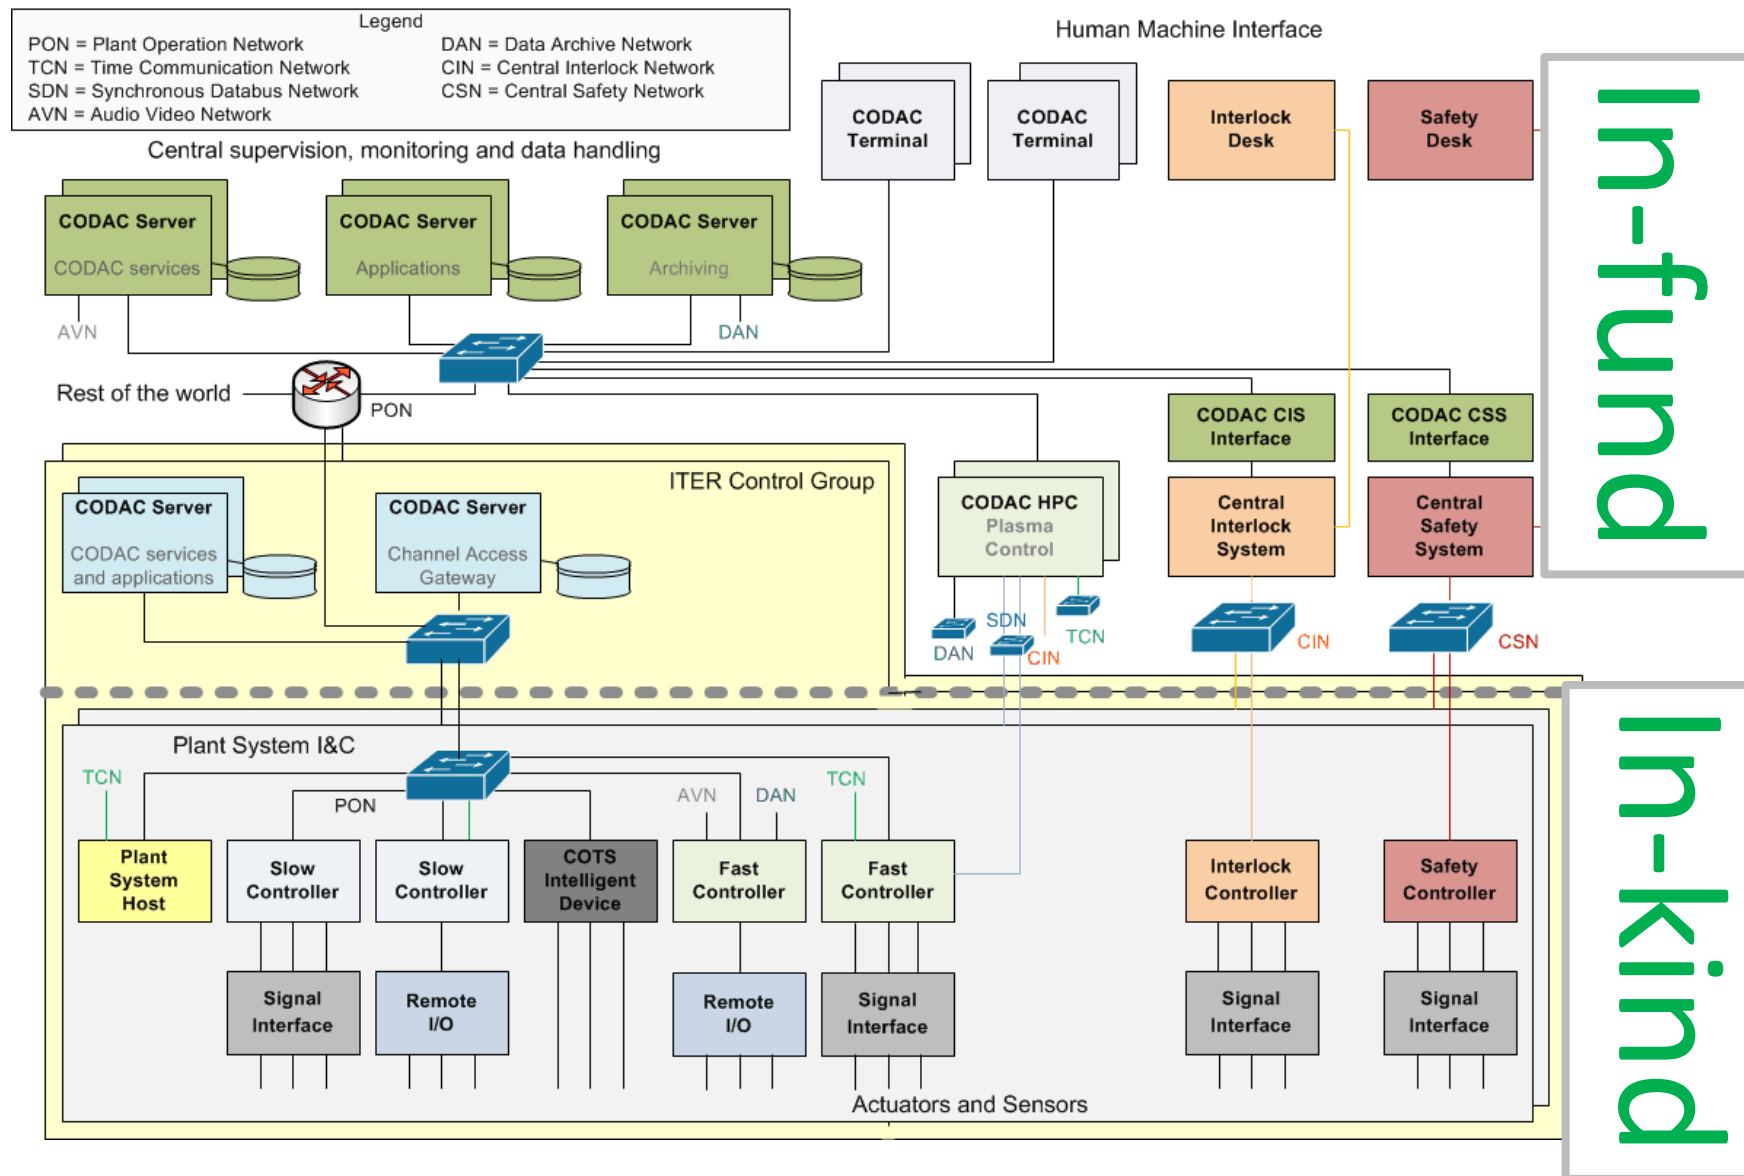 Legend
PON = Plant Operation Network
TCN = Time Communication Network
SDN = Synchronous Databus Network
AVN = Audio Video Network
DAN = Data Archive Network
CIN = Central Interlock Network
CSN = Central Safety Network
Human Machine Interface
CODAC
Terminal
CODAC
Terminal
Interlock
Desk
Safety
Desk
In-fund
Central supervision, monitoring and data handling
CODAC Server
CODAC services
CODAC Server
Applications
CODAC Server
Archiving
AVN
DAN
Rest of the world
PON
CODAC CIS
Interface
CODAC CSS
Interface
ITER Control Group
CODAC Server
CODAC services
and applications
CODAC Server
Channel Access
Gateway
CODAC HPC
Plasma
Control
Central
Interlock
System
Central
Safety
System
DAN
SDN
CIN
TCN
CIN
CSN
In-kind
Plant System I&C
TCN
PON
AVN
DAN
TCN
Plant
System
Host
Slow
Controller
Slow
Controller
COTS
Intelligent
Device
Fast
Controller
Fast
Controller
Interlock
Controller
Safety
Controller
Signal
Interface
Remote
I/O
Remote
I/O
Signal
Interface
Signal
Interface
Signal
Interface
Actuators and Sensors